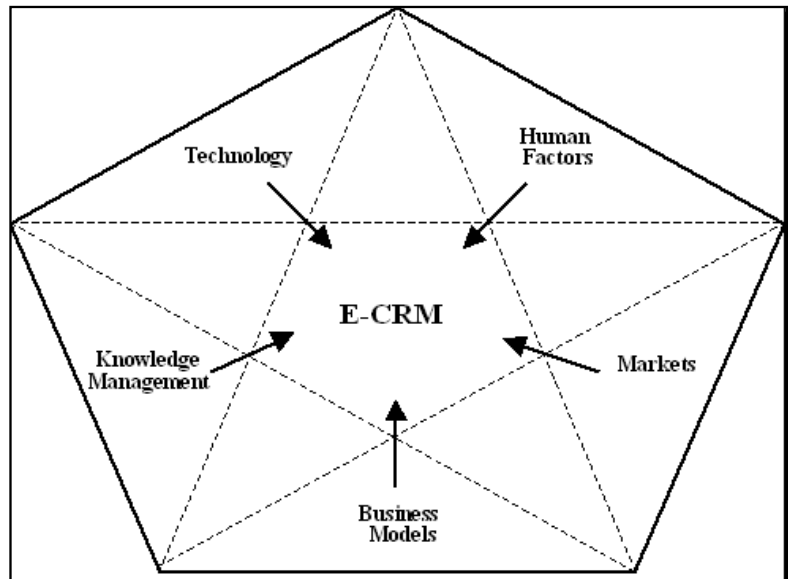 Technology
Human
Factors
E-CRM
Knowledge
Management
Markets
Business
Models